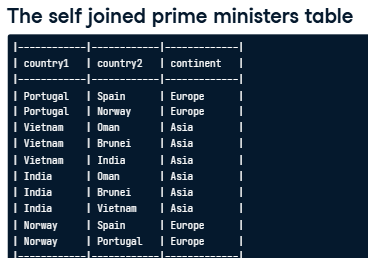 The self joined prime ministers table
|------------|------------|-------------|
| country1 | country2 | continent |
|------------|------------|-------------|
| Portugal | Spain | Europe |
| Portugal | Norway | Europe |
| Vietnam | Oman | Asia |
| Vietnam | Brunei | Asia |
| Vietnam | India | Asia |
| India | Oman | Asia |
| India | Brunei | Asia |
| India | Vietnam | Asia |
| Norway | Spain | Europe |
| Norway | Portugal | Europe |
|------------|------------|-------------|